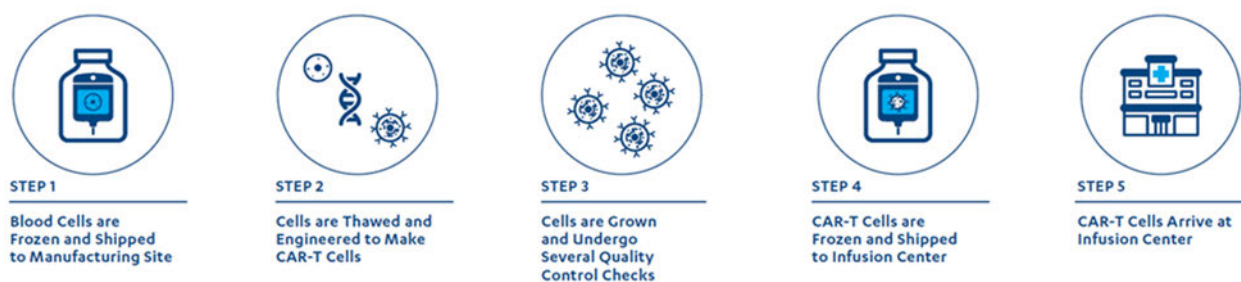 STEP 1
Blood Cells are
Frozen and Shipped
to Manufacturing Site
STEP 2
Cells are Thawed and
Engineered to Make
CAR-T Cells
STEP 3
Cells are Grown
and Undergo
Several Quality
Control Checks
STEP 4
CAR-T Cells are
Frozen and Shipped
to Infusion Center
STEP 5
CAR-T Cells Arrive at
Infusion Center